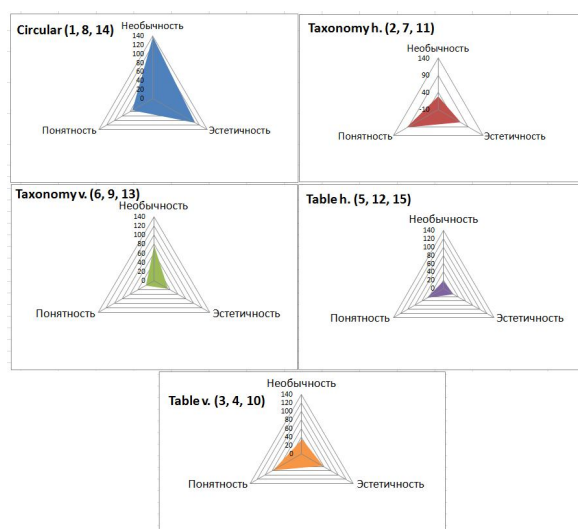 Circular (1, 8, 14)
Необычность
140
120
100
80
60
40
20
0
Понятность
Эстетичность
Taxonomy h. (2, 7, 11)
Необычность
140
90
40
-10
Понятность
Эстетичность
Taxonomy v. (6, 9, 13)
Необычность
140
120
100
80
60
40
20
0
Понятность
Эстетичность
Table h. (5, 12, 15)
Необычность
140
120
100
80
60
40
20
0
Понятность
Эстетичность
Table v. (3, 4, 10)
Необычность
140
120
100
80
60
40
20
0
Понятность
Эстетичность